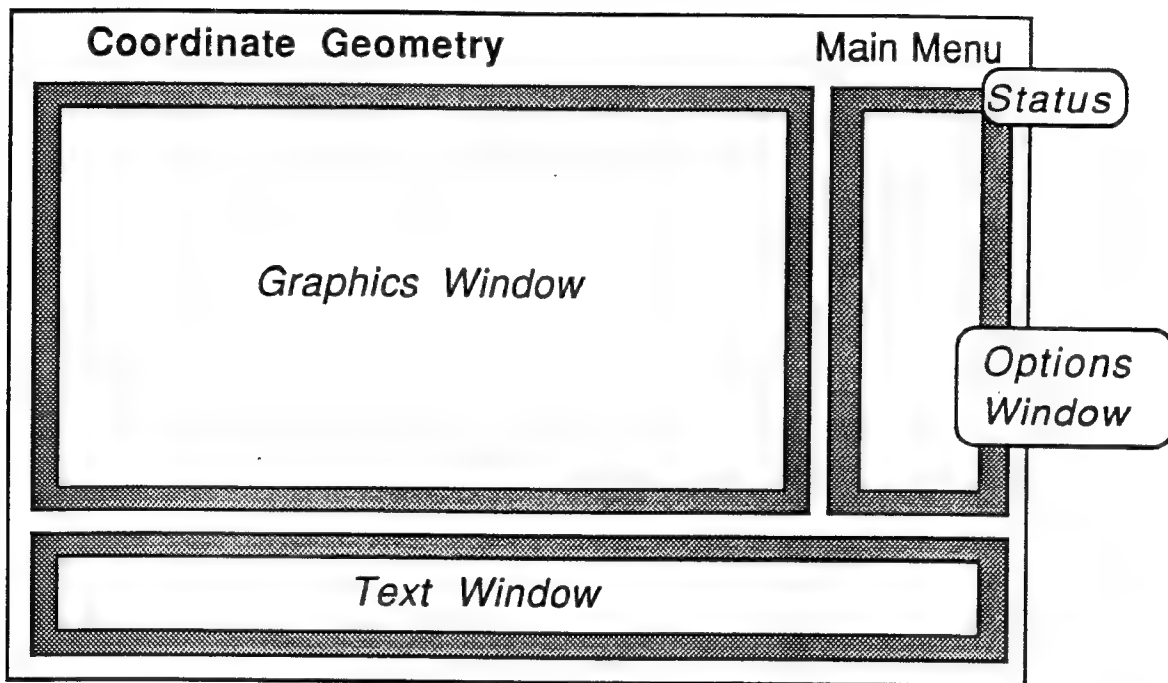 Coordinate Geometry
Main Menu
Status
Graphics Window
Options
Window
Text Window